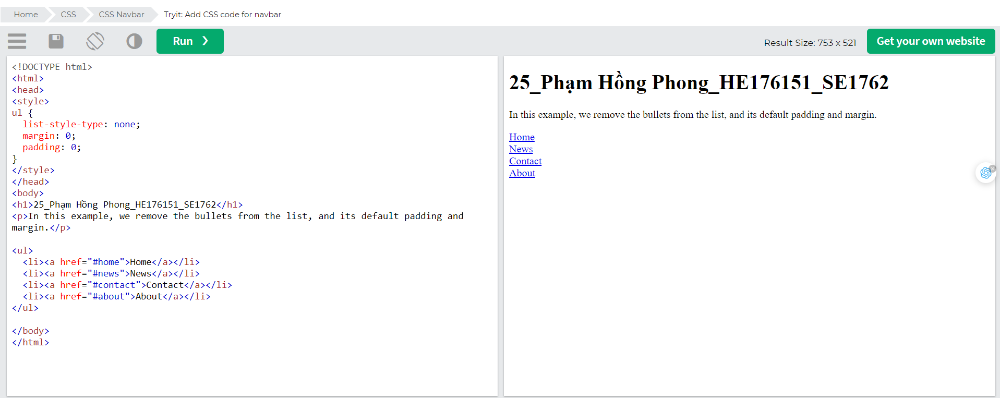 Home CSS CSS Navbar Tryit: Add CSS code for navbar
Run ❯ Result Size: 753 x 521 Get your own website
<!DOCTYPE html>
<html>
<head>
<style>
ul {
  list-style-type: none;
  margin: 0;
  padding: 0;
}
</style>
</head>
<body>
<h1>25_Phạm Hồng Phong_HE176151_SE1762</h1>
<p>In this example, we remove the bullets from the list, and its default padding and
margin.</p>

<ul>
  <li><a href="#home">Home</a></li>
  <li><a href="#news">News</a></li>
  <li><a href="#contact">Contact</a></li>
  <li><a href="#about">About</a></li>
</ul>

</body>
</html>
25_Phạm Hồng Phong_HE176151_SE1762
In this example, we remove the bullets from the list, and its default padding and margin.
Home
News
Contact
About